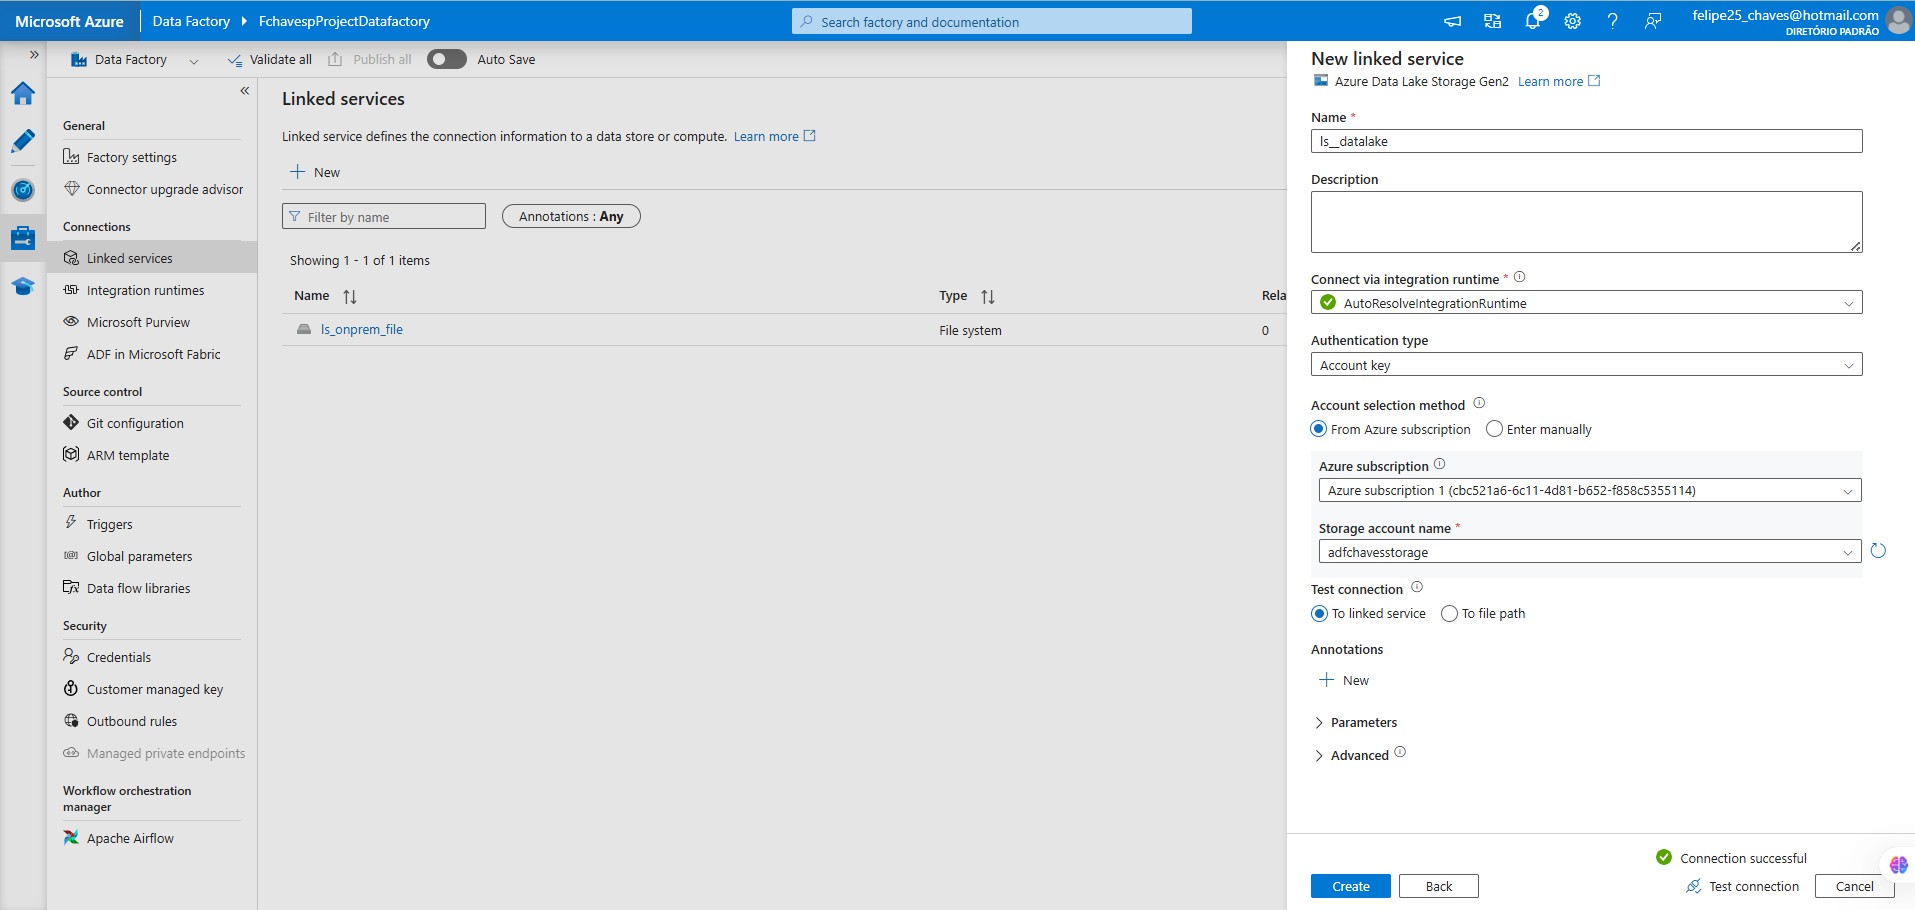 Microsoft Azure
Data Factory
FchavespProjectDatafactory
Search factory and documentation
2
felipe25_chaves@hotmail.com
DIRETÓRIO PADRÃO
Data Factory
Validate all
Publish all
Auto Save
General
Factory settings
Connector upgrade advisor
Connections
Linked services
Integration runtimes
Microsoft Purview
ADF in Microsoft Fabric
Source control
Git configuration
ARM template
Author
Triggers
Global parameters
Data flow libraries
Security
Credentials
Customer managed key
Outbound rules
Managed private endpoints
Workflow orchestration
manager
Apache Airflow
Linked services
Linked service defines the connection information to a data store or compute. Learn more
New
Filter by name
Annotations : Any
Showing 1 - 1 of 1 items
Name Type Rela
ls_onprem_file File system 0
New linked service
Azure Data Lake Storage Gen2 Learn more
Name *
ls__datalake
Description
Connect via integration runtime *
AutoResolveIntegrationRuntime
Authentication type
Account key
Account selection method
From Azure subscription Enter manually
Azure subscription
Azure subscription 1 (cbc521a6-6c11-4d81-b652-f858c5355114)
Storage account name *
adfchavesstorage
Test connection
To linked service To file path
Annotations
New
Parameters
Advanced
Connection successful
Create Back Test connection Cancel